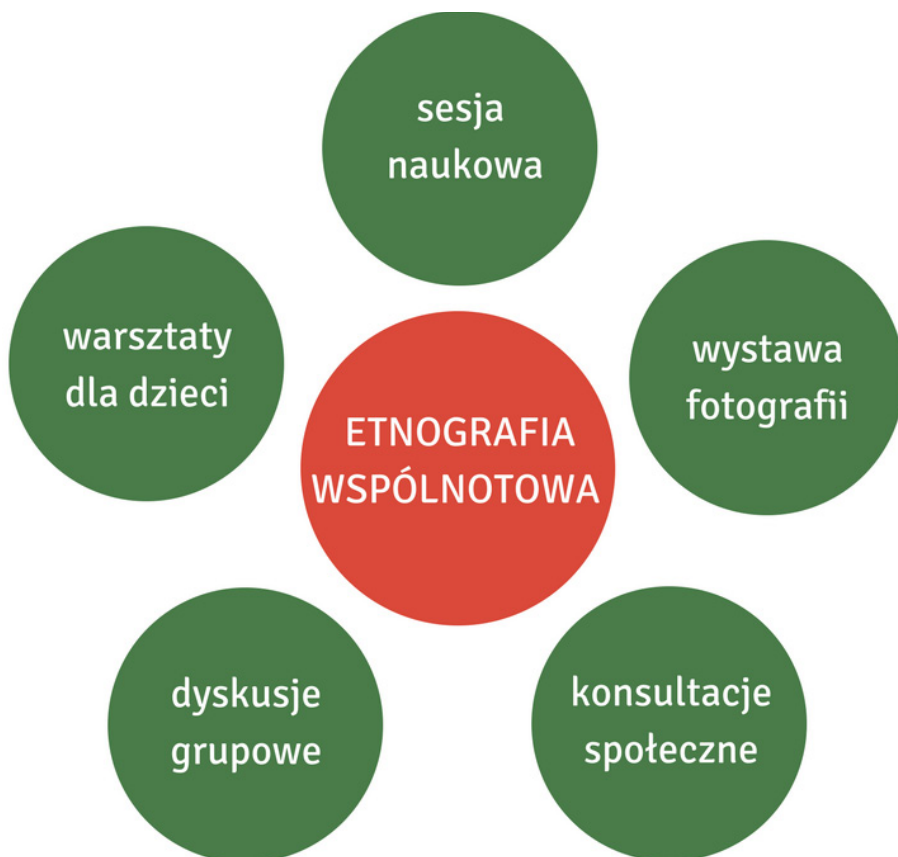 sesja
naukowa
warsztaty
dla dzieci
wystawa
fotografii
ETNOGRAFIA
WSPÓLNOTOWA
dyskusje
grupowe
konsultacje
społeczne